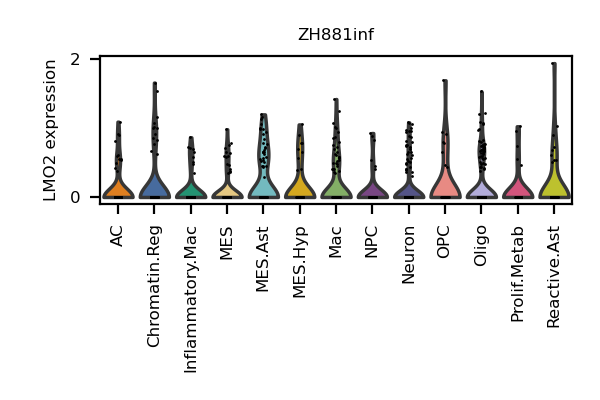 ZH881inf
LMO2 expression
2
0
AC
Chromatin.Reg
Inflammatory.Mac
MES
MES.Ast
MES.Hyp
Mac
NPC
Neuron
OPC
Oligo
Prolif.Metab
Reactive.Ast